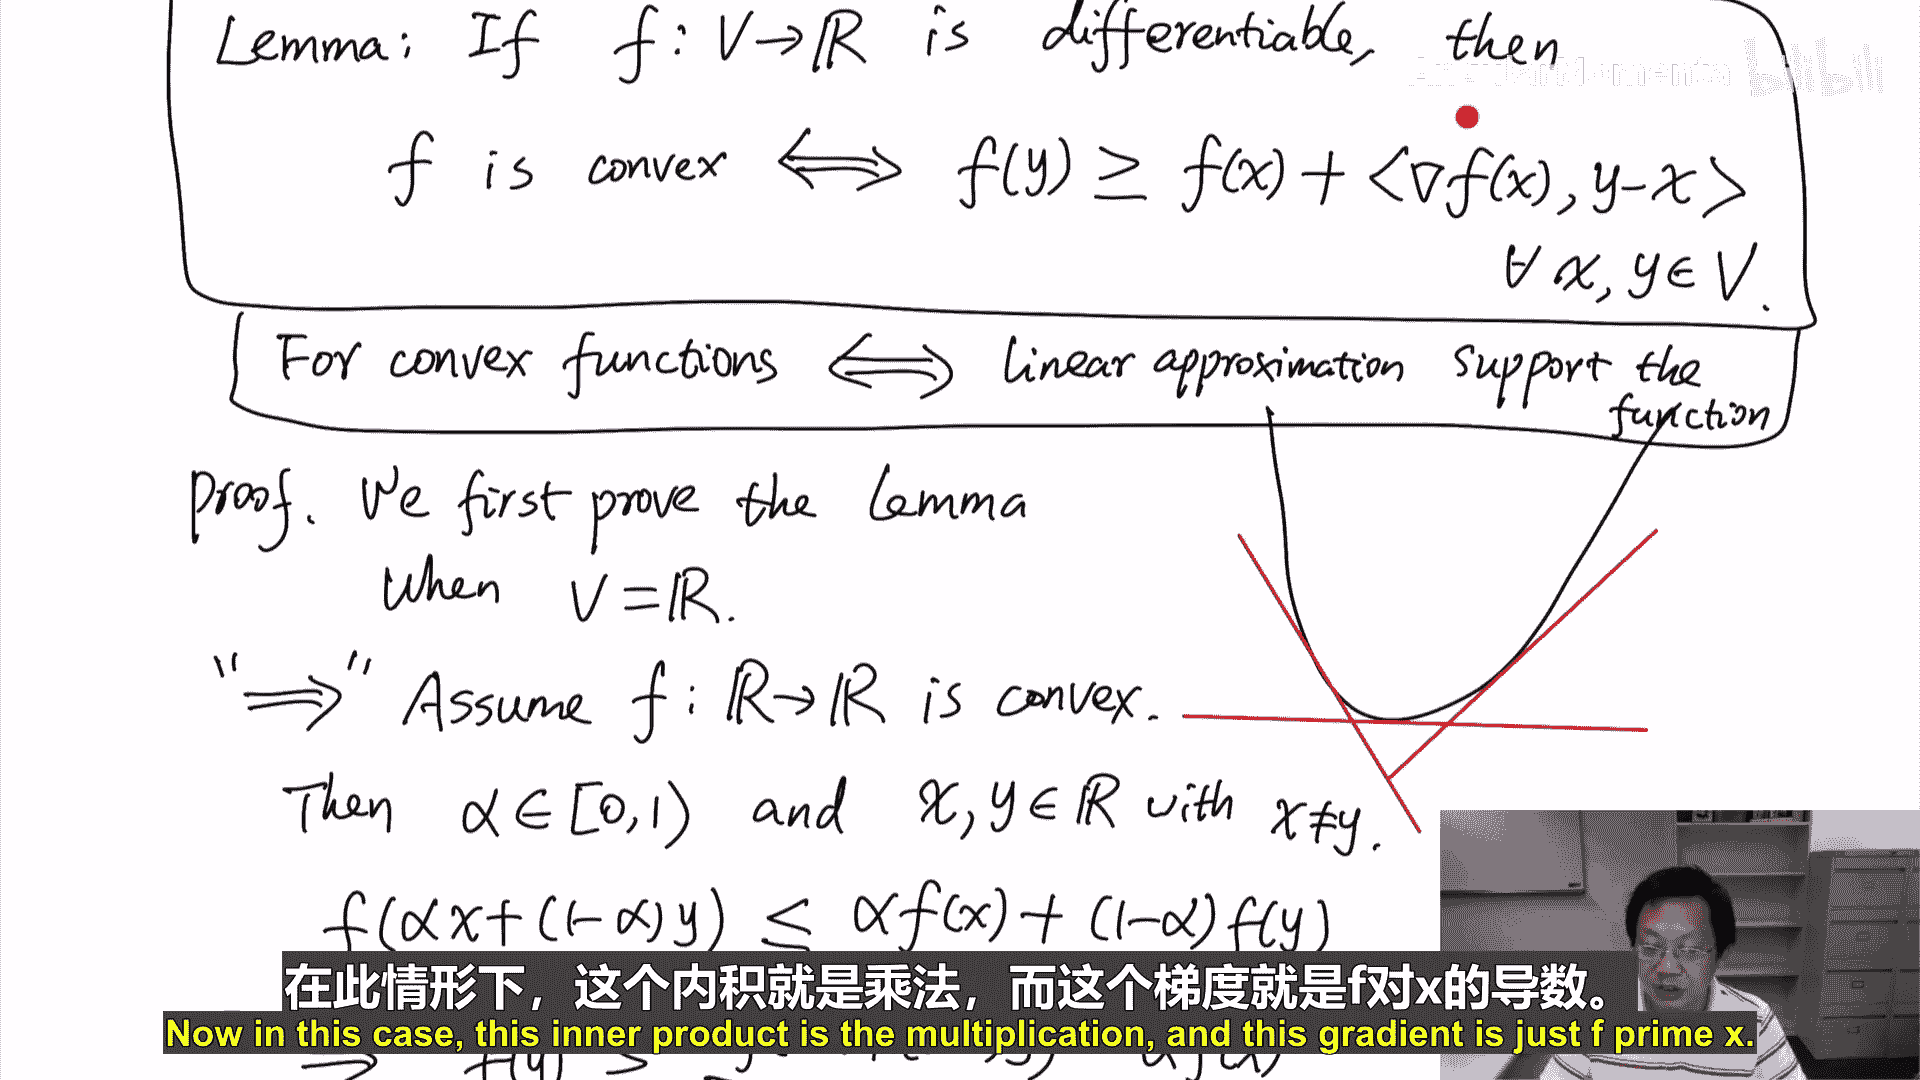 Lemma: If f: V→ℝ is differentiable, then
bilibili
f is convex ⟺ f(y) ≥ f(x) + <∇f(x), y-x>
∀ x, y ∈ V.
For convex functions ⟺ linear approximation support the
function
Proof. We first prove the Lemma
When V = ℝ.
"⟹" Assume f: ℝ→ℝ is convex.
Then α ∈ [0,1) and x, y ∈ ℝ with x≠y.
f(αx+(1-α)y) ≤ αf(x)+(1-α)f(y)
在此情形下，这个内积就是乘法，而这个梯度就是f对x的导数。
Now in this case, this inner product is the multiplication, and this gradient is just f prime x.